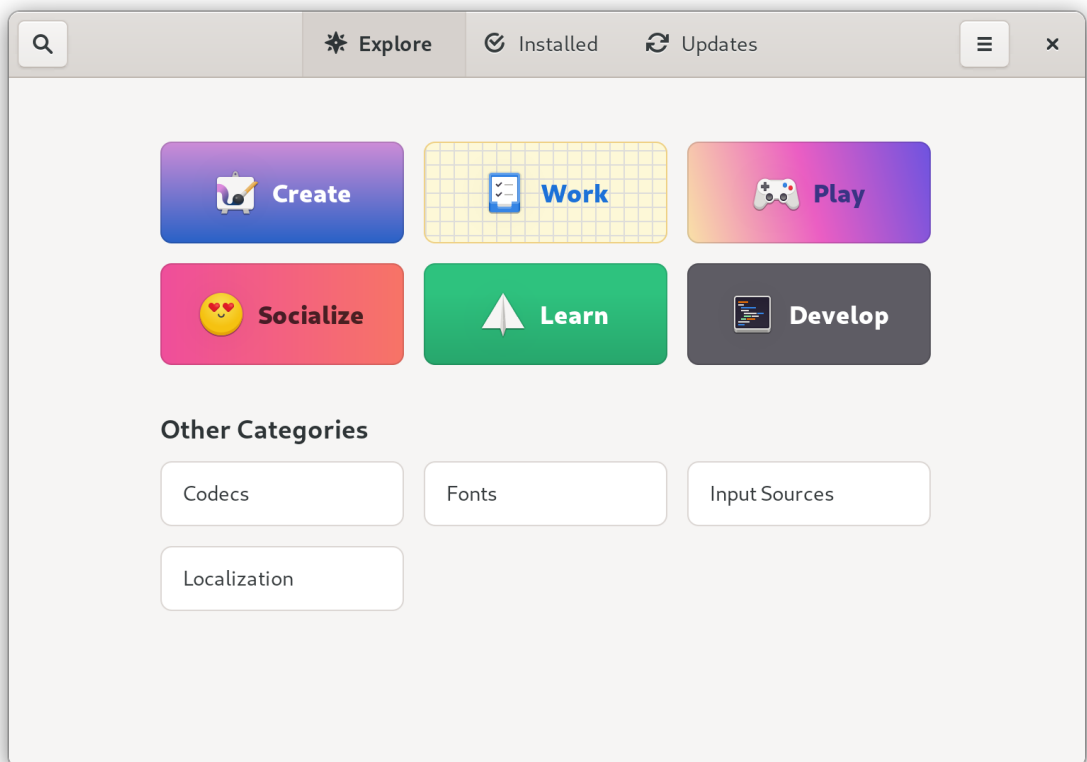 Explore Installed Updates
Create Work Play
Socialize Learn Develop
Other Categories
Codecs Fonts Input Sources
Localization